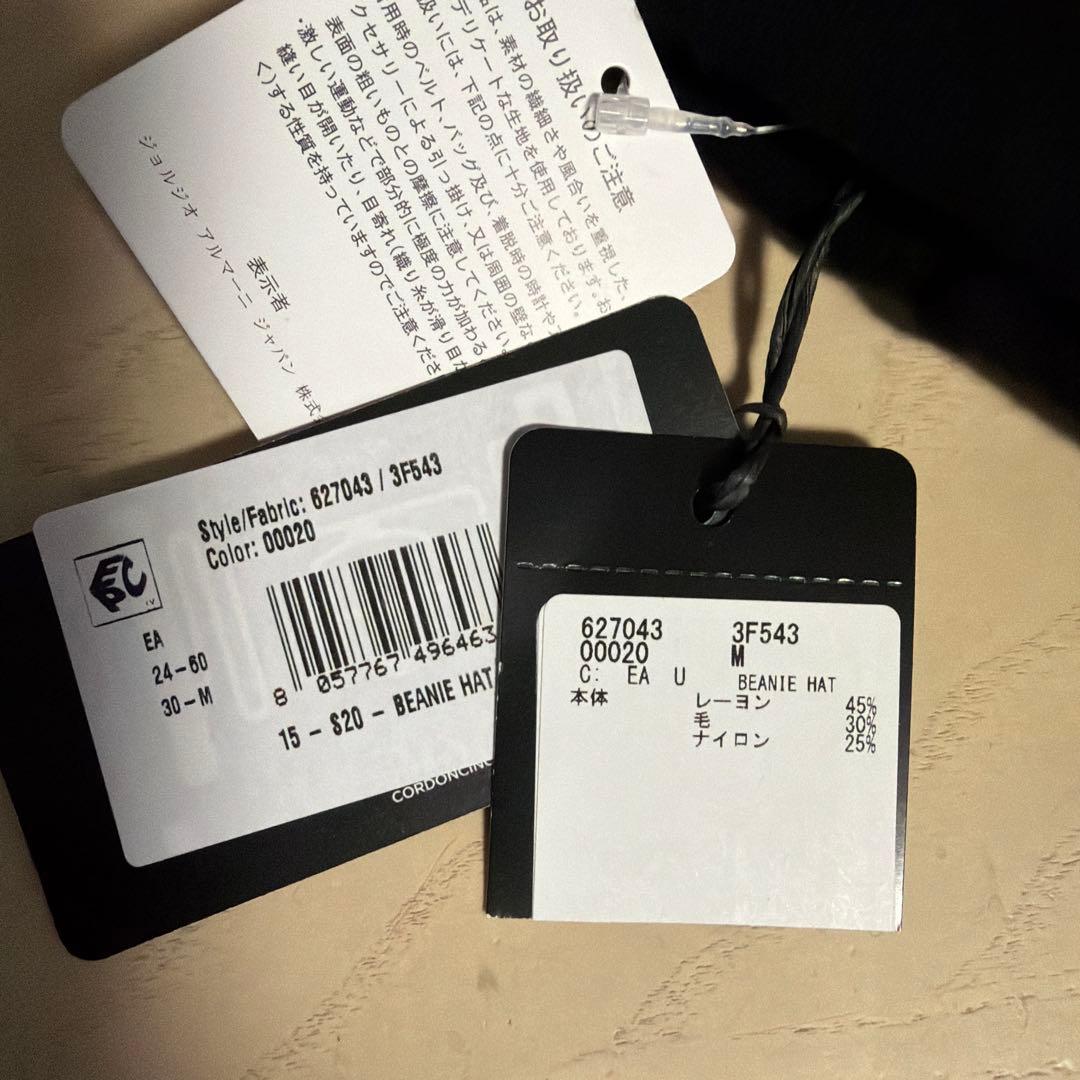 お取り扱いのご注意
は、素材の繊細さや風合いを重視した、
デリケートな生地を使用しております。お
扱いには、下記の点に十分ご注意ください。
用時のベルト、バッグ及び、着脱時の時計や
クセサリーによる引っ掛け、又は周囲の壁な
表面の粗いものとの摩擦に注意してください。
・激しい運動などで部分的に極度の力が加わる
縫い目が開いたり、目寄れ(織り糸が滑り目が
く)する性質を持っていますのでご注意くださ
表示者
ジョルジオ アルマーニ ジャパン 株式
Style/Fabric: 627043 / 3F543
Color: 00020
EPC
IV
EA
24-60
30-M
8 057767 496463
15 - S20 - BEANIE HAT
CORDONCINO
627043 3F543
00020 M
C: EA U BEANIE HAT
本体 レーヨン 45%
毛 30%
ナイロン 25%